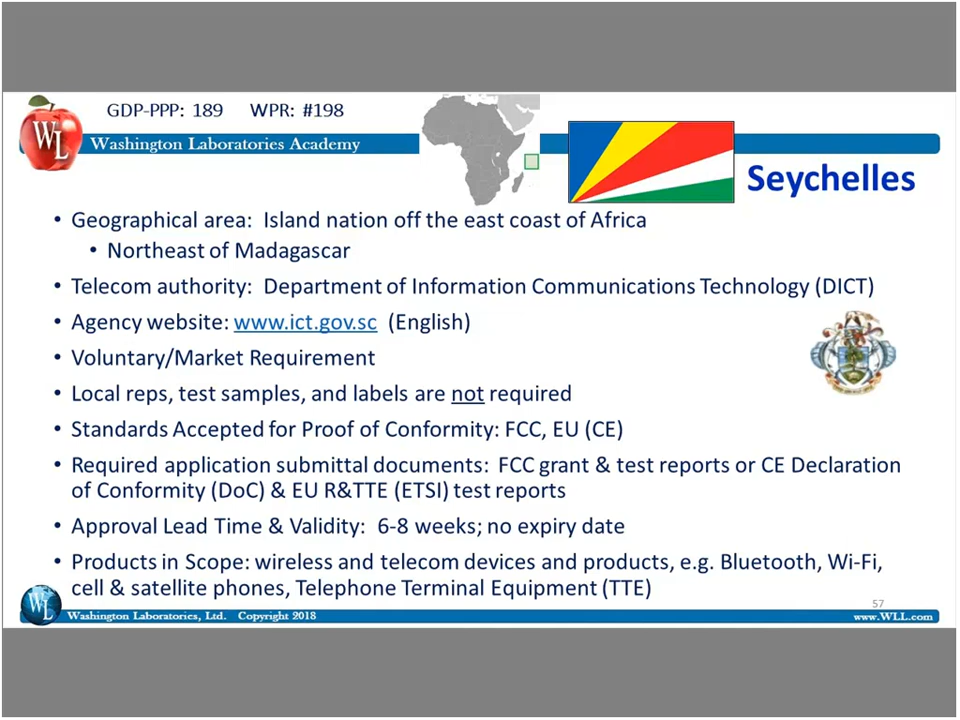 GDP-PPP: 189 WPR: #198
WL
Washington Laboratories Academy
Seychelles
• Geographical area: Island nation off the east coast of Africa
• Northeast of Madagascar
• Telecom authority: Department of Information Communications Technology (DICT)
• Agency website: www.ict.gov.sc (English)
• Voluntary/Market Requirement
• Local reps, test samples, and labels are not required
• Standards Accepted for Proof of Conformity: FCC, EU (CE)
• Required application submittal documents: FCC grant & test reports or CE Declaration
of Conformity (DoC) & EU R&TTE (ETSI) test reports
• Approval Lead Time & Validity: 6-8 weeks; no expiry date
• Products in Scope: wireless and telecom devices and products, e.g. Bluetooth, Wi-Fi,
cell & satellite phones, Telephone Terminal Equipment (TTE)
57
WL
Washington Laboratories, Ltd. Copyright 2018
www.WLL.com